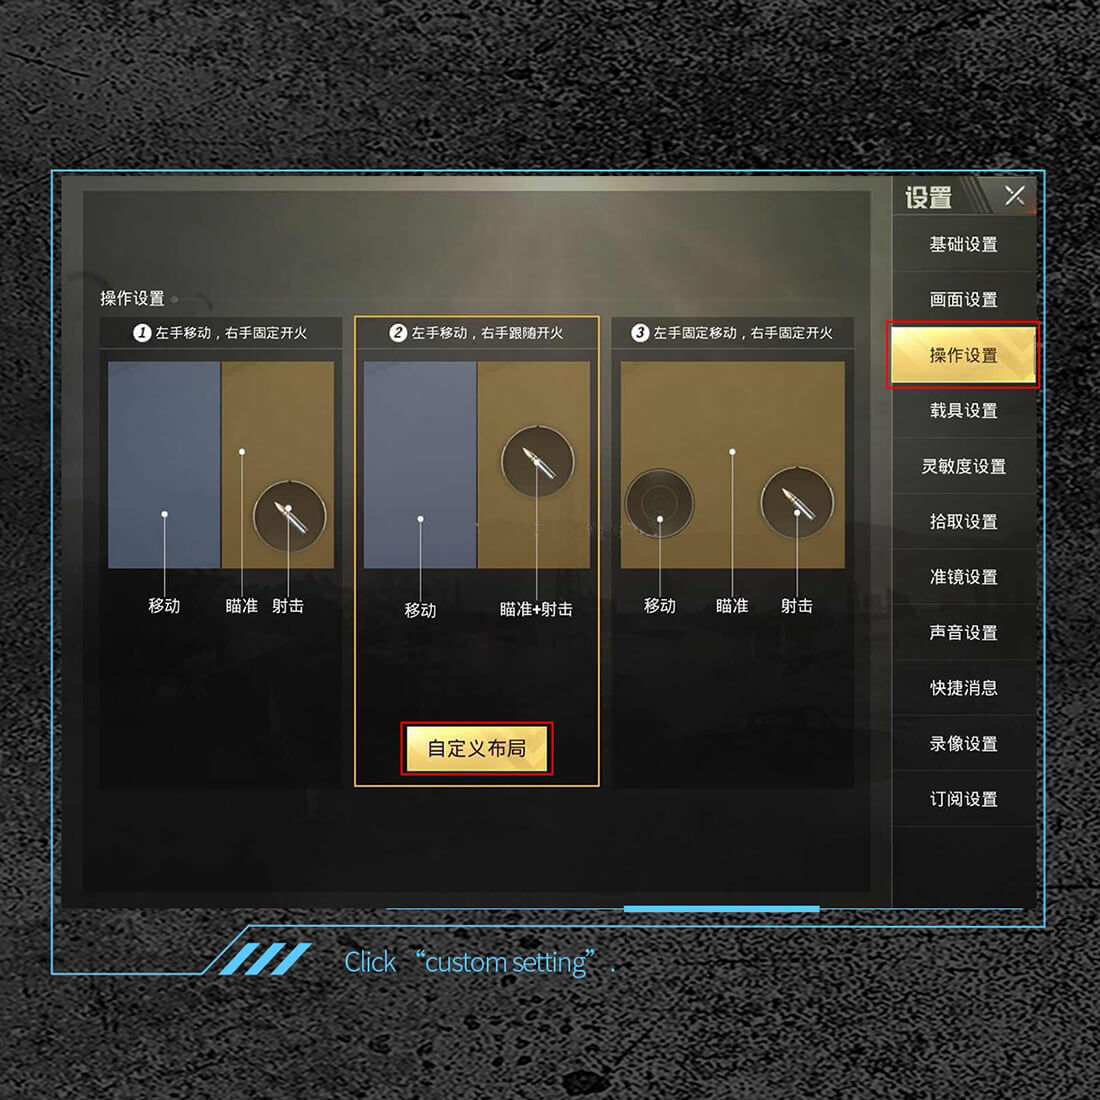 设置
基础设置
画面设置
操作设置
载具设置
灵敏度设置
拾取设置
准镜设置
声音设置
快捷消息
录像设置
订阅设置
操作设置
1 左手移动，右手固定开火
移动 瞄准 射击
2 左手移动，右手跟随开火
移动 瞄准+射击
自定义布局
3 左手固定移动，右手固定开火
移动 瞄准 射击
Click “custom setting” .